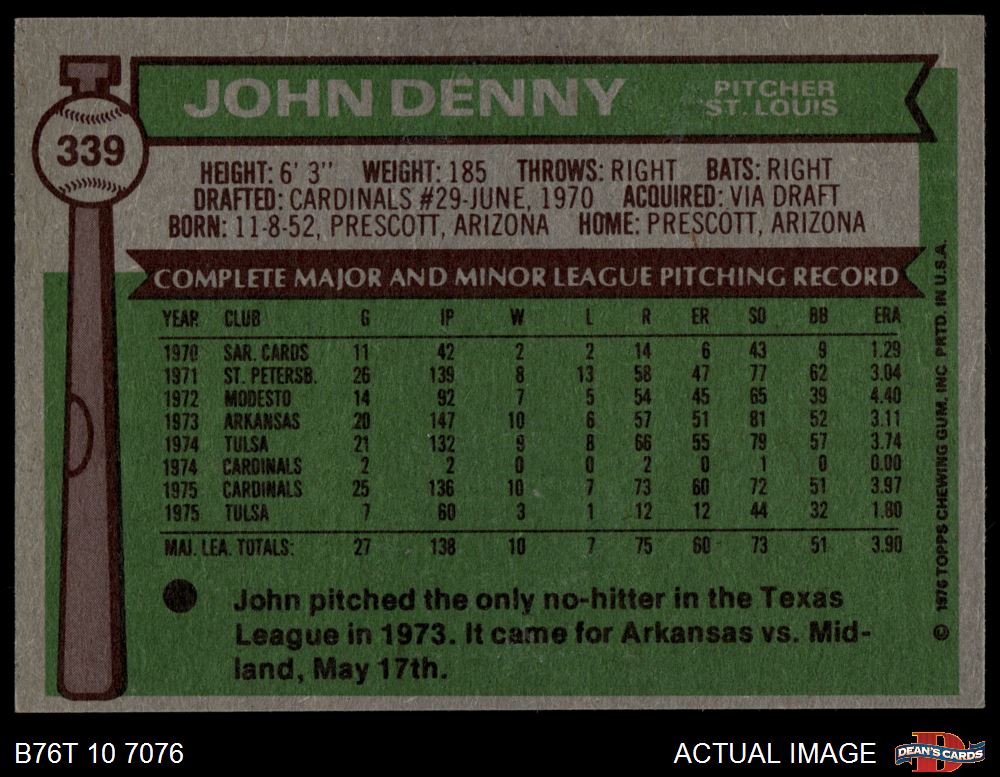 339
JOHN DENNY
PITCHER
ST. LOUIS
HEIGHT: 6' 3" WEIGHT: 185 THROWS: RIGHT BATS: RIGHT
DRAFTED: CARDINALS #29-JUNE, 1970 ACQUIRED: VIA DRAFT
BORN: 11-8-52, PRESCOTT, ARIZONA HOME: PRESCOTT, ARIZONA
COMPLETE MAJOR AND MINOR LEAGUE PITCHING RECORD
YEAR CLUB G IP W L R ER SO BB ERA
1970 SAR. CARDS 11 42 2 2 14 6 43 9 1.29
1971 ST. PETERSB. 26 139 8 13 58 47 77 62 3.04
1972 MODESTO 14 92 7 5 54 45 65 39 4.40
1973 ARKANSAS 20 147 10 6 57 51 81 52 3.11
1974 TULSA 21 132 9 8 66 55 79 57 3.74
1974 CARDINALS 2 2 0 0 2 0 1 0 0.00
1975 CARDINALS 25 136 10 7 73 60 72 51 3.97
1975 TULSA 7 60 3 1 12 12 44 32 1.80
MAJ. LEA. TOTALS: 27 138 10 7 75 60 73 51 3.90
John pitched the only no-hitter in the Texas
League in 1973. It came for Arkansas vs. Mid-
land, May 17th.
© 1976 TOPPS CHEWING GUM, INC PRTD. IN U.S.A.
B76T 10 7076
ACTUAL IMAGE
D
DEAN'S CARDS